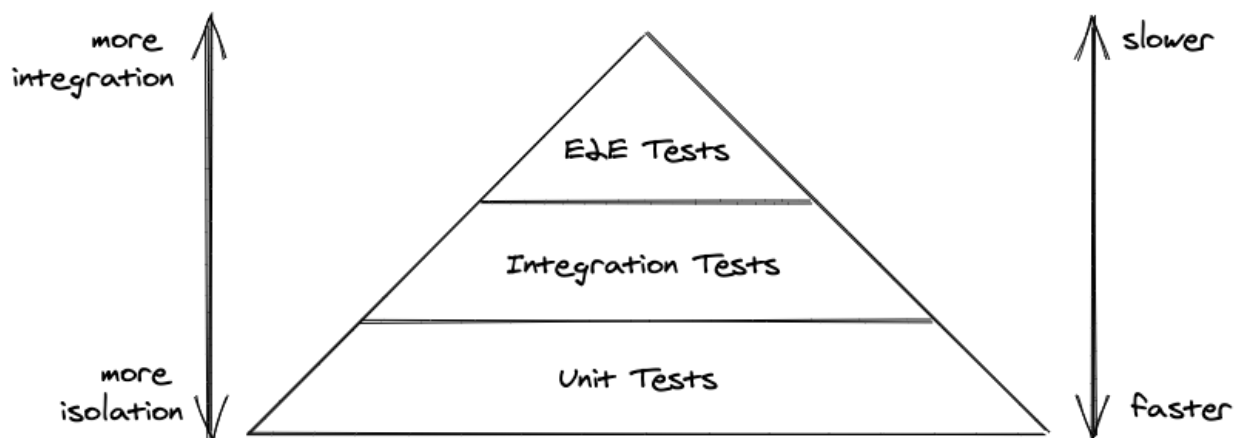 more
integration
slower
E2E Tests
Integration Tests
Unit Tests
more
isolation
faster